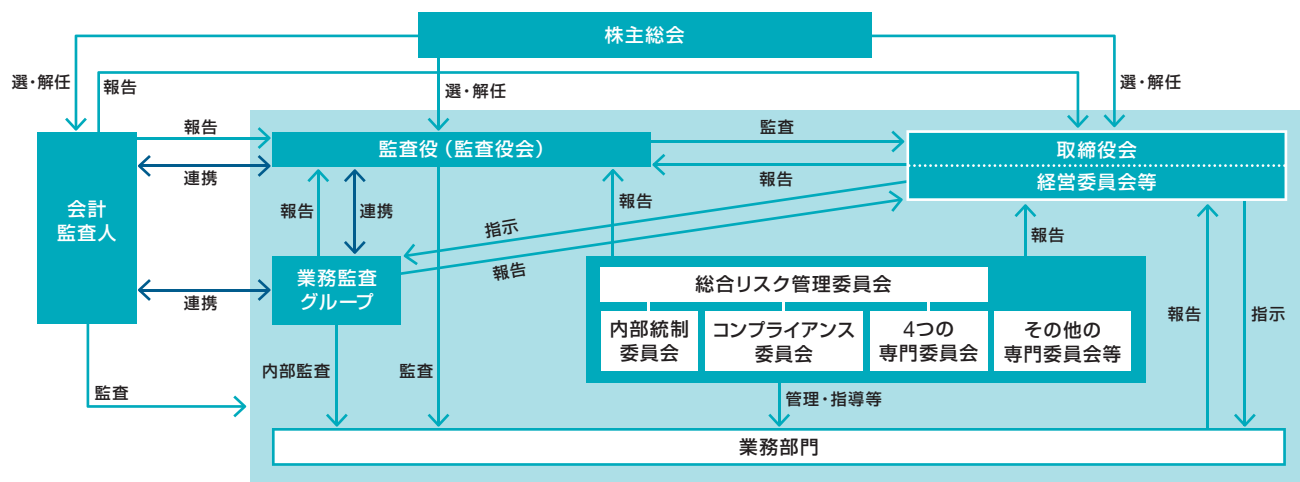 株主総会
選・解任
報告
選・解任
選・解任
報告
監査
監査役（監査役会）
取締役会
連携
報告
経営委員会等
会計
監査人
報告
連携
指示
報告
報告
報告
業務監査
グループ
総合リスク管理委員会
連携
内部統制
委員会
コンプライアンス
委員会
4つの
専門委員会
その他の
専門委員会等
報告
指示
内部監査
監査
監査
管理・指導等
業務部門